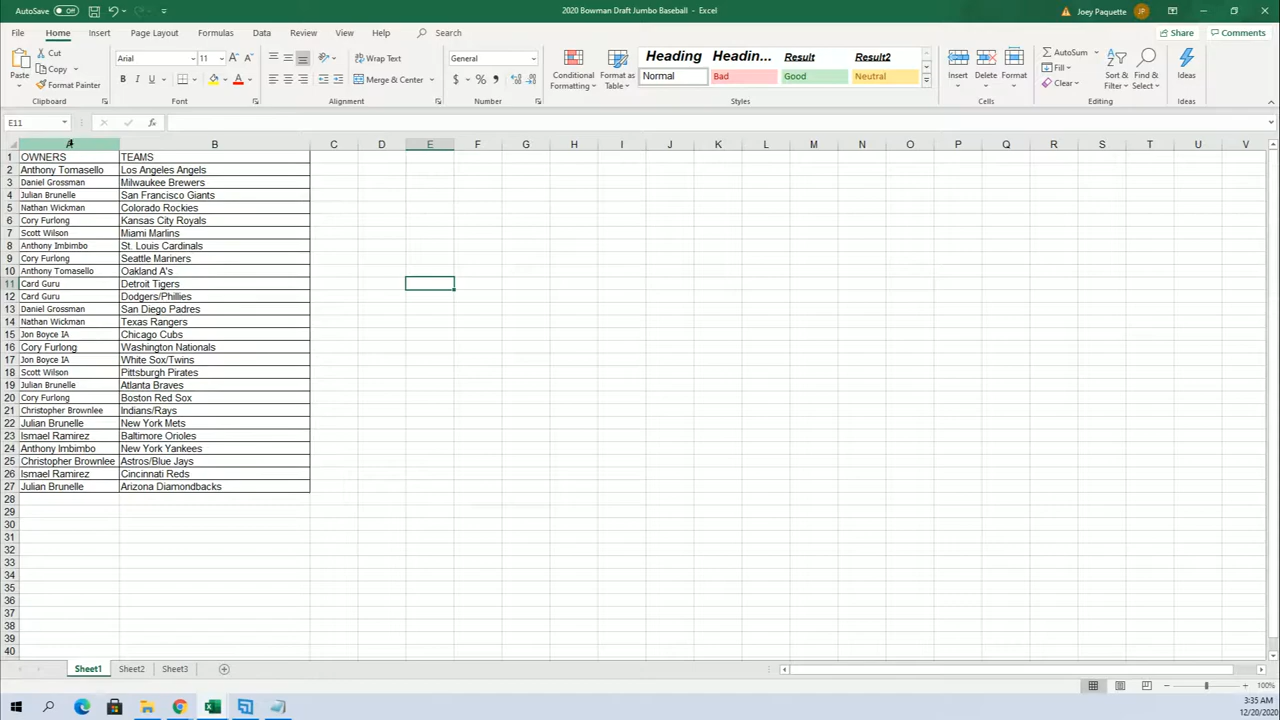 AutoSave Off
2020 Bowman Draft Jumbo Baseball - Excel
Joey Paquette JP
File Home Insert Page Layout Formulas Data Review View Help Search Share Comments
Paste Cut Copy Format Painter Clipboard
Arial 11 A A B I U A Font
ab Wrap Text Merge & Center Alignment
General $ % , Number
Conditional Formatting Format as Table
Heading Headin... Result Result2
Normal Bad Good Neutral
Styles
Insert Delete Format Cells
AutoSum Fill Clear Sort & Filter Find & Select Editing
Ideas Ideas
E11 fx
A B C D E F G H I J K L M N O P Q R S T U V
1 OWNERS TEAMS
2 Anthony Tomasello Los Angeles Angels
3 Daniel Grossman Milwaukee Brewers
4 Julian Brunelle San Francisco Giants
5 Nathan Wickman Colorado Rockies
6 Cory Furlong Kansas City Royals
7 Scott Wilson Miami Marlins
8 Anthony Imbimbo St. Louis Cardinals
9 Cory Furlong Seattle Mariners
10 Anthony Tomasello Oakland A's
11 Card Guru Detroit Tigers
12 Card Guru Dodgers/Phillies
13 Daniel Grossman San Diego Padres
14 Nathan Wickman Texas Rangers
15 Jon Boyce IA Chicago Cubs
16 Cory Furlong Washington Nationals
17 Jon Boyce IA White Sox/Twins
18 Scott Wilson Pittsburgh Pirates
19 Julian Brunelle Atlanta Braves
20 Cory Furlong Boston Red Sox
21 Christopher Brownlee Indians/Rays
22 Julian Brunelle New York Mets
23 Ismael Ramirez Baltimore Orioles
24 Anthony Imbimbo New York Yankees
25 Christopher Brownlee Astros/Blue Jays
26 Ismael Ramirez Cincinnati Reds
27 Julian Brunelle Arizona Diamondbacks
28
29
30
31
32
33
34
35
36
37
38
39
40
Sheet1 Sheet2 Sheet3
100%
3:35 AM
12/20/2020